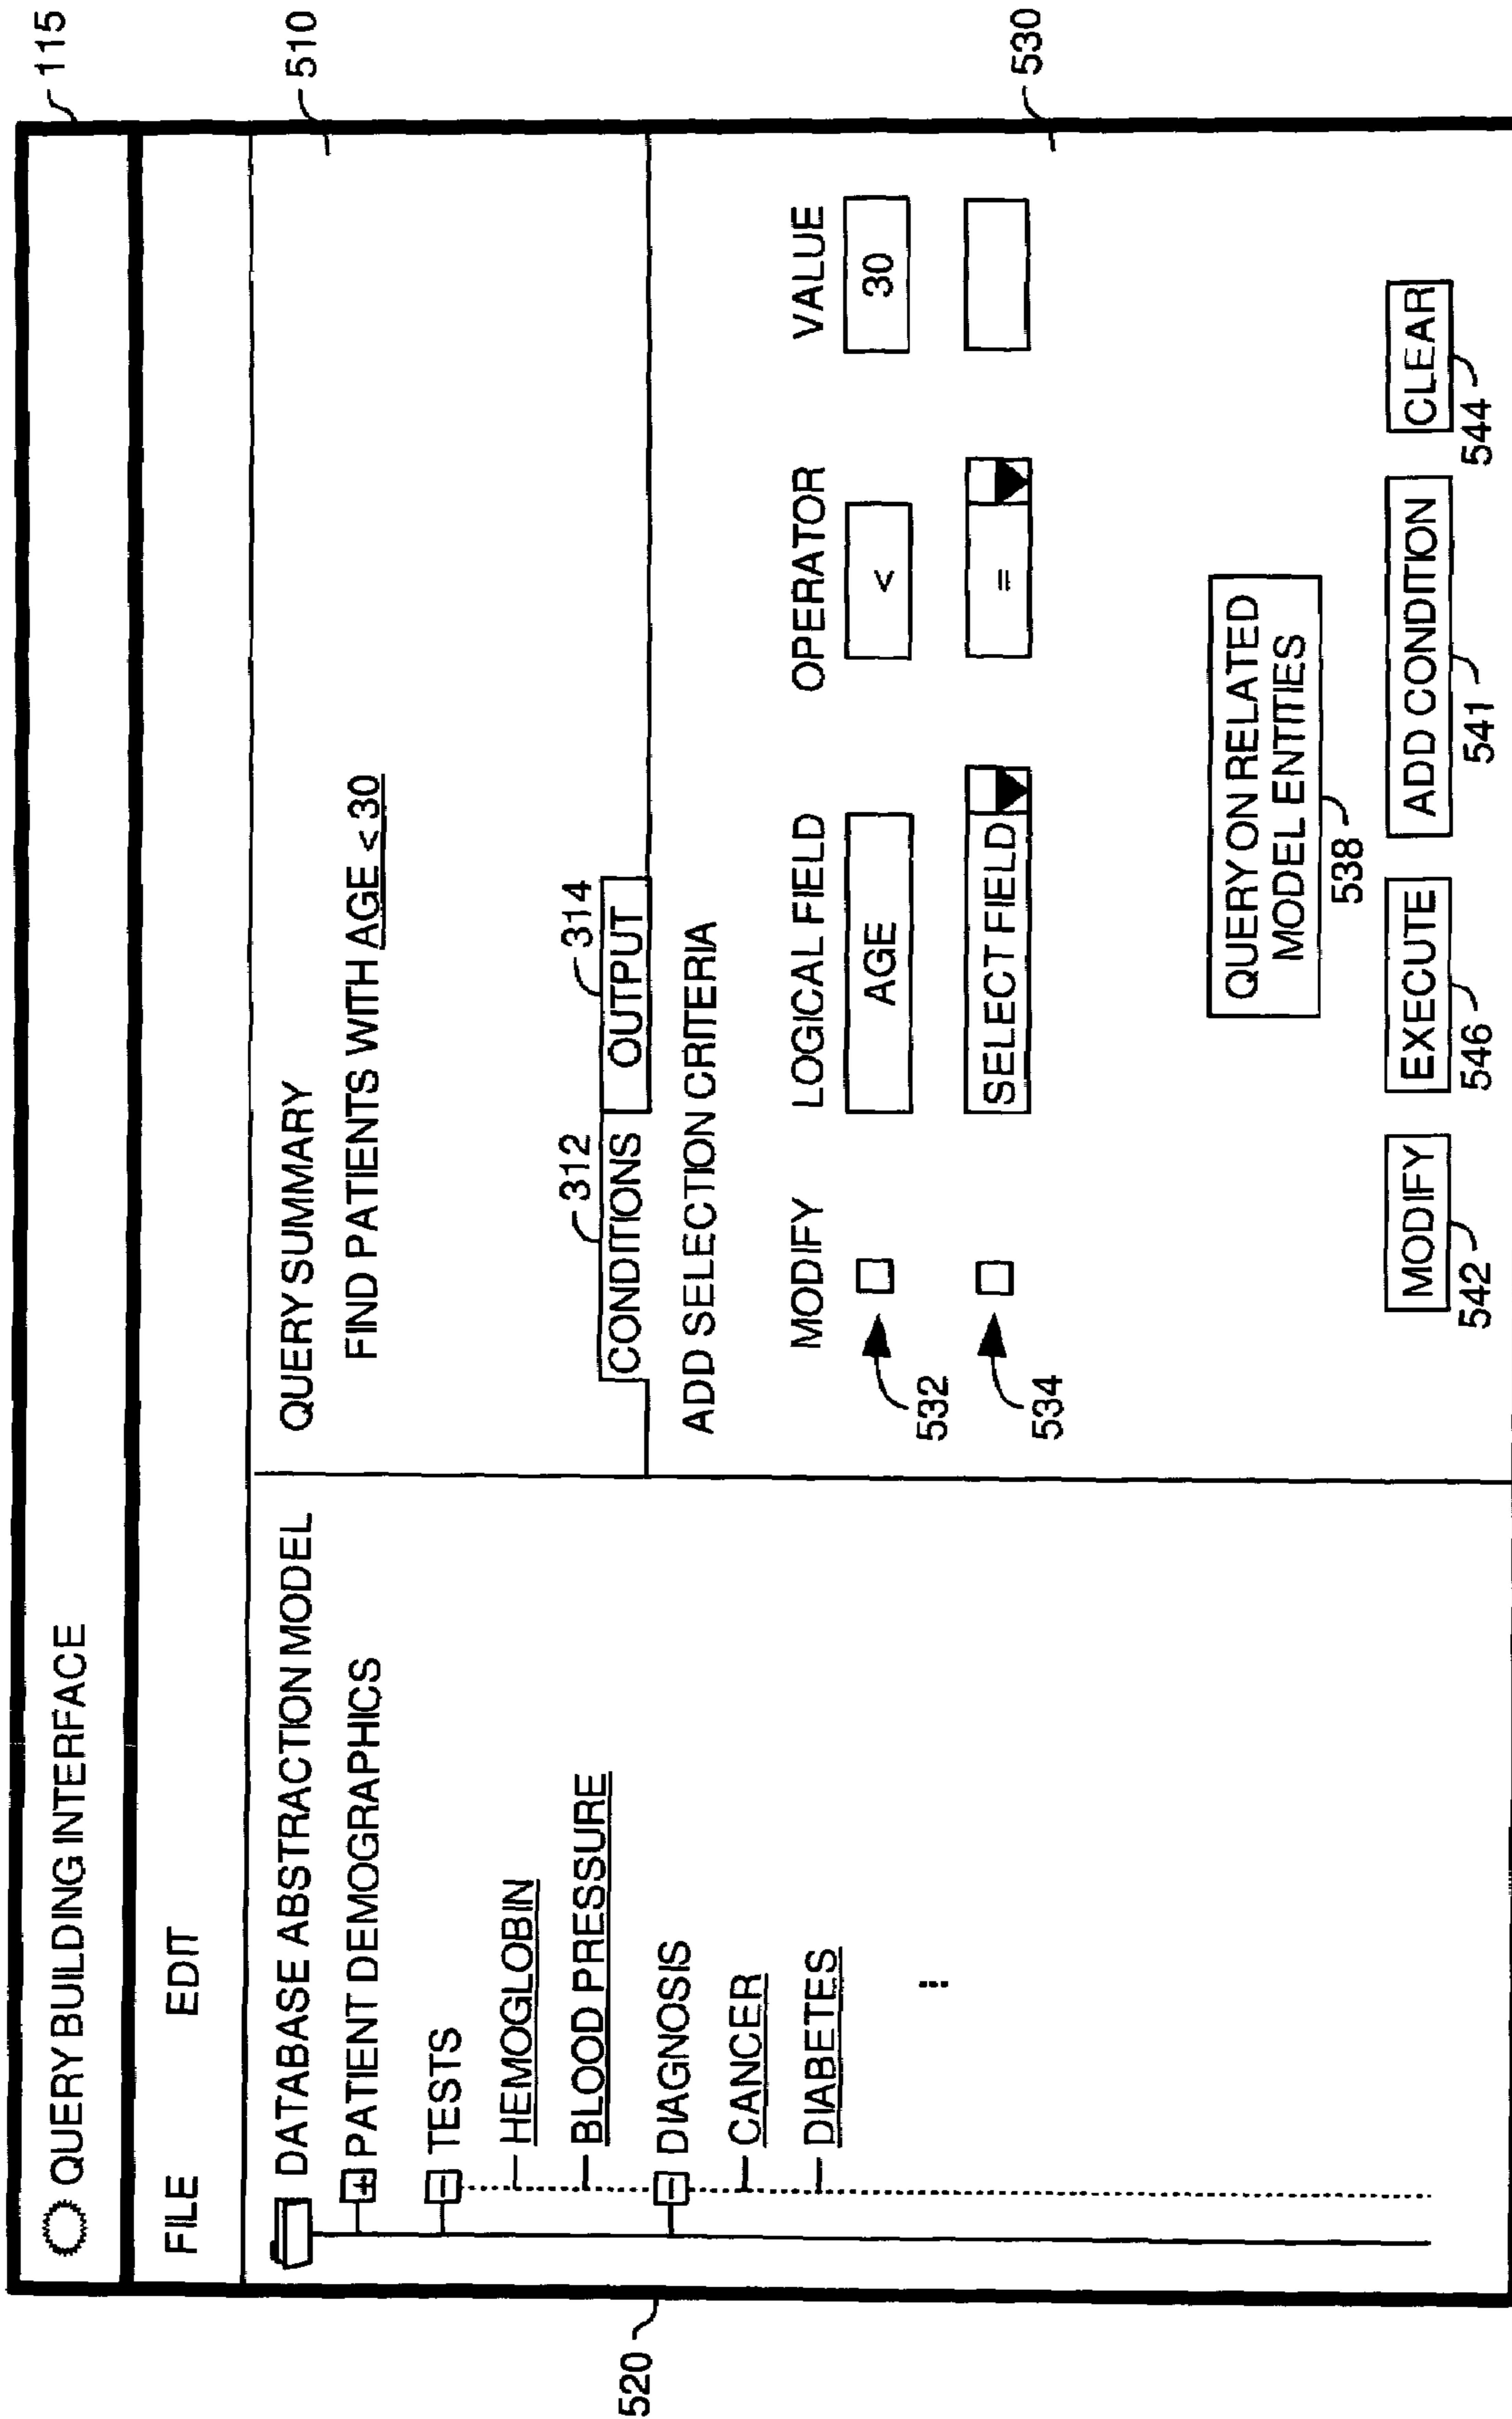 115
QUERY BUILDING INTERFACE
FILE EDIT
DATABASE ABSTRACTION MODEL
PATIENT DEMOGRAPHICS
TESTS
HEMOGLOBIN
BLOOD PRESSURE
DIAGNOSIS
CANCER
DIABETES
...
520
QUERY SUMMARY
510
FIND PATIENTS WITH AGE < 30
312 314
CONDITIONS OUTPUT
ADD SELECTION CRITERIA
530
MODIFY LOGICAL FIELD OPERATOR VALUE
532 AGE < 30
534 SELECT FIELD =
QUERY ON RELATED
MODEL ENTITIES
538
MODIFY EXECUTE ADD CONDITION CLEAR
542 546 541 544